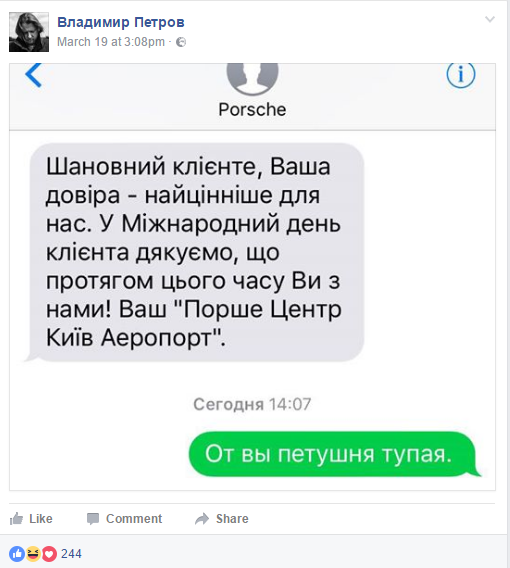 Владимир Петров
March 19 at 3:08pm ·
Porsche
Шановний клієнте, Ваша
довіра - найцінніше для
нас. У Міжнародний день
клієнта дякуємо, що
протягом цього часу Ви з
нами! Ваш "Порше Центр
Київ Аеропорт".
Сегодня 14:07
От вы петушня тупая.
Like Comment Share
244